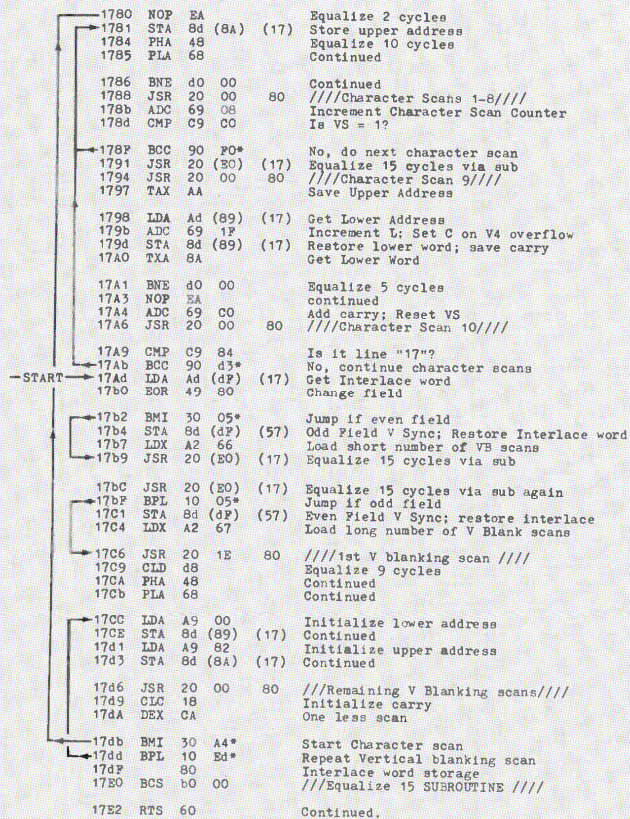 1780 NOP EA Equalize 2 cycles
1781 STA 8d (8A) (17) Store upper address
1784 PHA 48 Equalize 10 cycles
1785 PLA 68 Continued
1786 BNE d0 00 Continued
1788 JSR 20 00 80 ////Character Scans 1-8////
178b ADC 69 08 Increment Character Scan Counter
178d CMP C9 C0 Is VS = 1?
178F BCC 90 F0* No, do next character scan
1791 JSR 20 (E0) (17) Equalize 15 cycles via sub
1794 JSR 20 00 80 ////Character Scan 9////
1797 TAX AA Save Upper Address
1798 LDA Ad (89) (17) Get Lower Address
179b ADC 69 1F Increment L; Set C on V4 overflow
179d STA 8d (89) (17) Restore lower word; save carry
17A0 TXA 8A Get Lower Word
17A1 BNE d0 00 Equalize 5 cycles
17A3 NOP EA continued
17A4 ADC 69 C0 Add carry; Reset VS
17A6 JSR 20 00 80 ////Character Scan 10////
17A9 CMP C9 84 Is it line "17"?
17Ab BCC 90 d3* No, continue character scans
START 17Ad LDA Ad (dF) (17) Get Interlace word
17b0 EOR 49 80 Change field
17b2 BMI 30 05* Jump if even field
17b4 STA 8d (dF) (57) Odd Field V Sync; Restore Interlace word
17b7 LDX A2 66 Load short number of VB scans
17b9 JSR 20 (E0) (17) Equalize 15 cycles via sub
17bC JSR 20 (E0) (17) Equalize 15 cycles via sub again
17bF BPL 10 05* Jump if odd field
17C1 STA 8d (dF) (57) Even Field V Sync; restore interlace
17C4 LDX A2 67 Load long number of V Blank scans
17C6 JSR 20 1E 80 ////1st V blanking scan ////
17C9 CLD d8 Equalize 9 cycles
17CA PHA 48 Continued
17Cb PLA 68 Continued
17CC LDA A9 00 Initialize lower address
17CE STA 8d (89) (17) Continued
17d1 LDA A9 82 Initialize upper address
17d3 STA 8d (8A) (17) Continued
17d6 JSR 20 00 80 ///Remaining V Blanking scans////
17d9 CLC 18 Initialize carry
17dA DEX CA One less scan
17db BMI 30 A4* Start Character scan
17dd BPL 10 Ed* Repeat Vertical blanking scan
17dF 80 Interlace word storage
17E0 BCS b0 00 ///Equalize 15 SUBROUTINE ////
17E2 RTS 60 Continued.